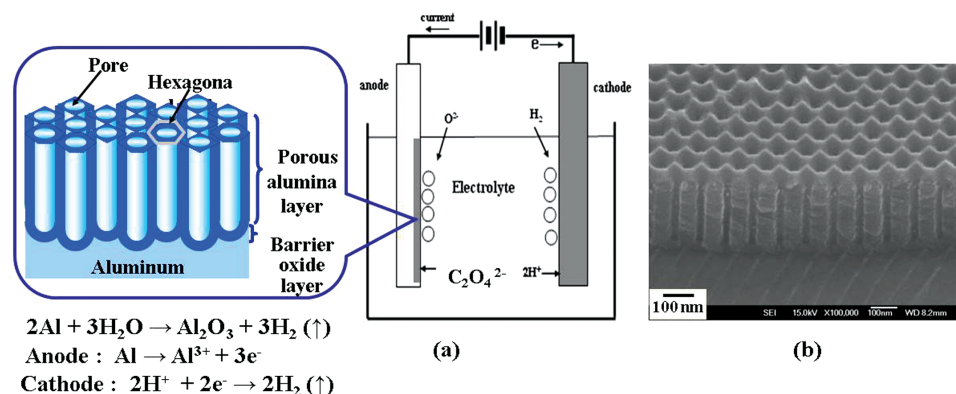 Pore
Hexagona
Porous
alumina
layer
Barrier
oxide
layer
Aluminum
2Al + 3H₂O → Al₂O₃ + 3H₂ (↑)
Anode : Al → Al³⁺ + 3e⁻
Cathode : 2H⁺ + 2e⁻ → 2H₂ (↑)
current
e
anode
cathode
O²⁻
H₂
Electrolyte
C₂O₄²⁻
2H⁺
(a)
100nm
SEI 15.0kV X100,000 100nm WD 8.2mm
(b)